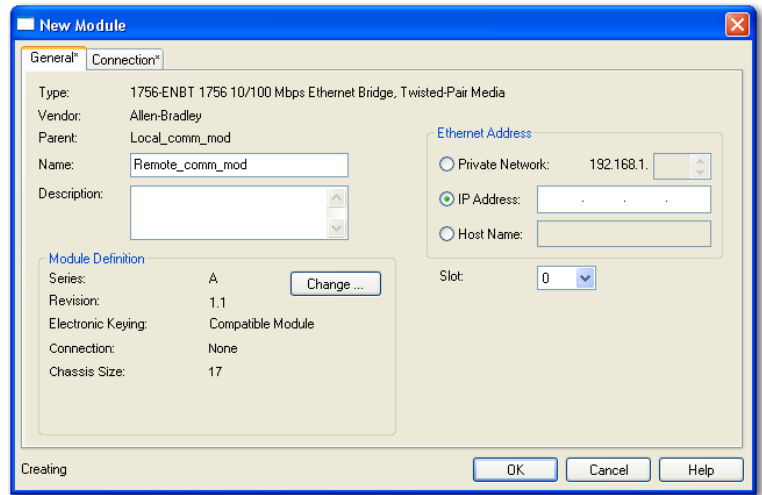 New Module
General*
Connection*
Type: 1756-ENBT 1756 10/100 Mbps Ethernet Bridge, Twisted-Pair Media
Vendor: Allen-Bradley
Parent: Local_comm_mod
Name: Remote_comm_mod
Description:
Module Definition
Series: A
Change ...
Revision: 1.1
Electronic Keying: Compatible Module
Connection: None
Chassis Size: 17
Ethernet Address
Private Network: 192.168.1.
IP Address: . . .
Host Name:
Slot: 0
Creating
OK
Cancel
Help